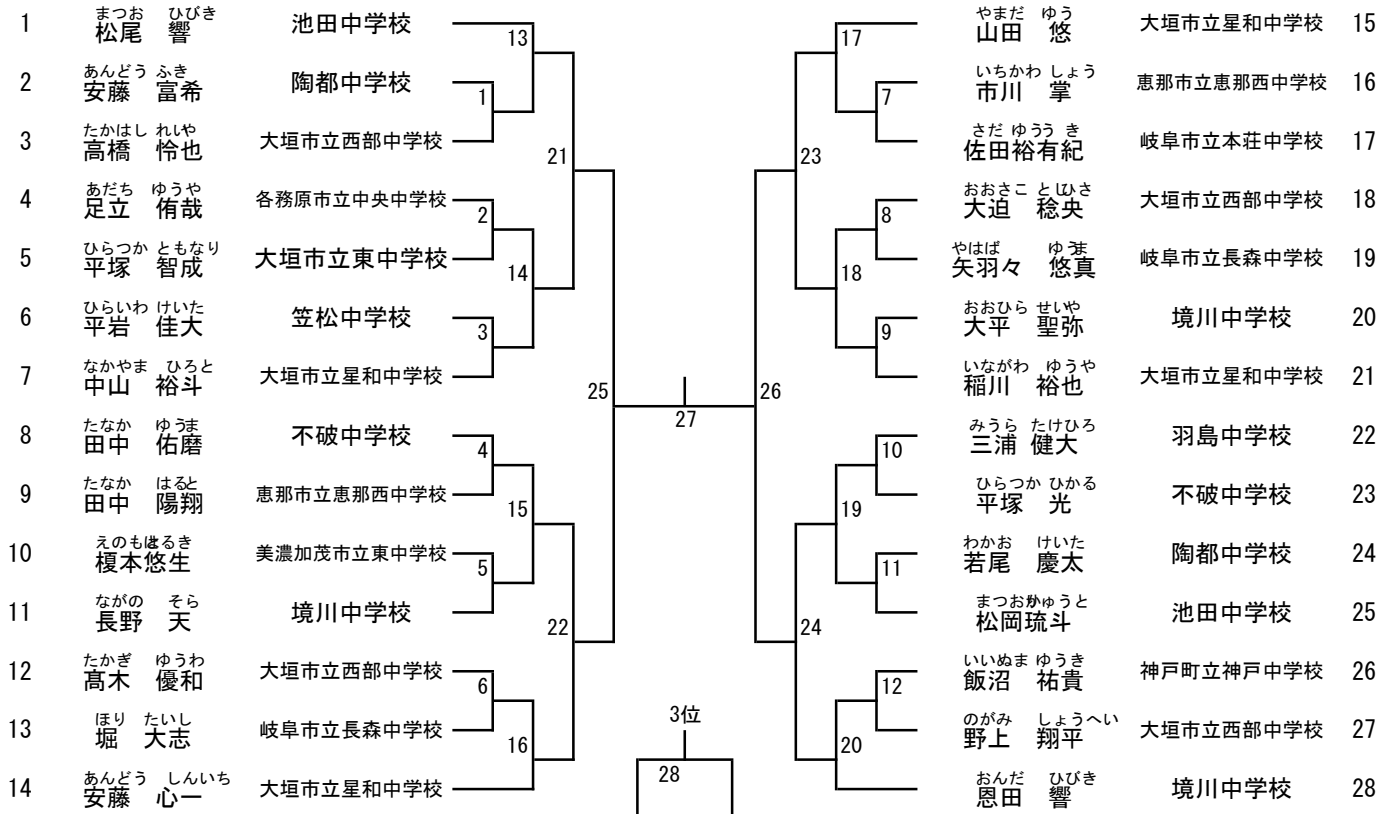 1 まつお ひびき 松尾 響 池田中学校
2 あんどう ふき 安藤 富希 陶都中学校
3 たかはし れいや 高橋 怜也 大垣市立西部中学校
4 あだち ゆうや 足立 侑哉 各務原市立中央中学校
5 ひらつか ともなり 平塚 智成 大垣市立東中学校
6 ひらいわ けいた 平岩 佳大 笠松中学校
7 なかやま ひろと 中山 裕斗 大垣市立星和中学校
8 たなか ゆうま 田中 佑磨 不破中学校
9 たなか はると 田中 陽翔 恵那市立恵那西中学校
10 えのもとはるき 榎本悠生 美濃加茂市立東中学校
11 ながの そら 長野 天 境川中学校
12 たかぎ ゆうわ 髙木 優和 大垣市立西部中学校
13 ほり たいし 堀 大志 岐阜市立長森中学校
14 あんどう しんいち 安藤 心一 大垣市立星和中学校
13
1
21
2
14
3
25
4
15
5
22
6
16
27
3位
28
17
7
23
8
18
9
26
10
19
11
24
12
20
やまだ ゆう 山田 悠 大垣市立星和中学校 15
いちかわ しょう 市川 掌 恵那市立恵那西中学校 16
さだ ゆうう き 佐田裕有紀 岐阜市立本荘中学校 17
おおさこ としひさ 大迫 稔央 大垣市立西部中学校 18
やはば ゆうま 矢羽々 悠真 岐阜市立長森中学校 19
おおひら せいや 大平 聖弥 境川中学校 20
いながわ ゆうや 稲川 裕也 大垣市立星和中学校 21
みうら たけひろ 三浦 健大 羽島中学校 22
ひらつか ひかる 平塚 光 不破中学校 23
わかお けいた 若尾 慶太 陶都中学校 24
松岡琉斗 池田中学校 25
いいぬま ゆうき 飯沼 祐貴 神戸町立神戸中学校 26
のがみ しょうへい 野上 翔平 大垣市立西部中学校 27
おんだ ひびき 恩田 響 境川中学校 28